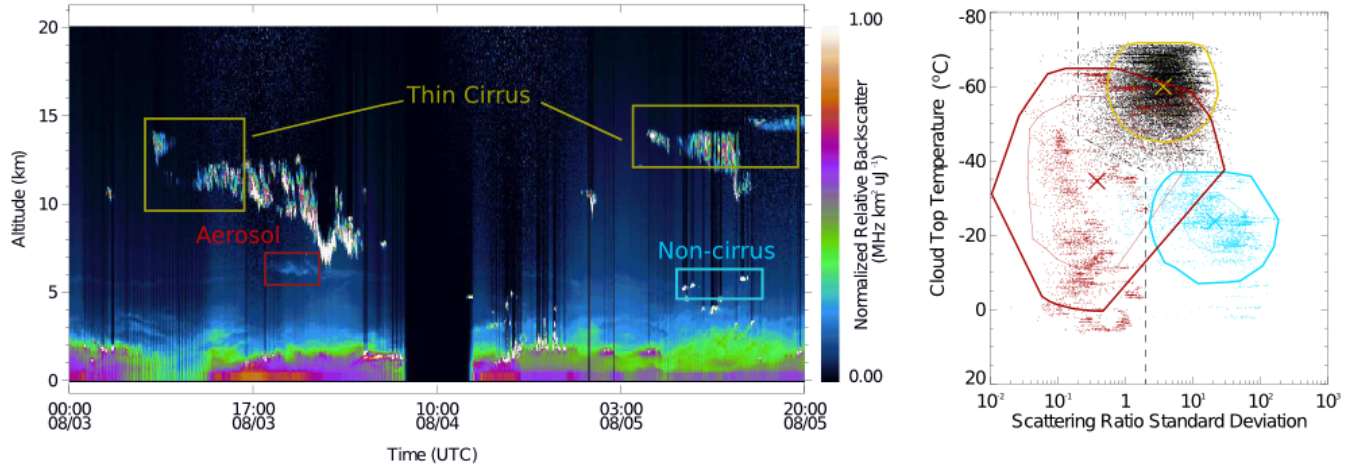 20
15
10
5
0
Altitude (km)
Thin Cirrus
Aerosol
Non-cirrus
00:00
08/03
17:00
08/03
10:00
08/04
03:00
08/05
20:00
08/05
Time (UTC)
1.00
0.00
Normalized Relative Backscatter
(MHz km² uJ⁻¹)
-80
-60
-40
-20
0
20
Cloud Top Temperature (°C)
10⁻² 10⁻¹ 1 10¹ 10² 10³
Scattering Ratio Standard Deviation